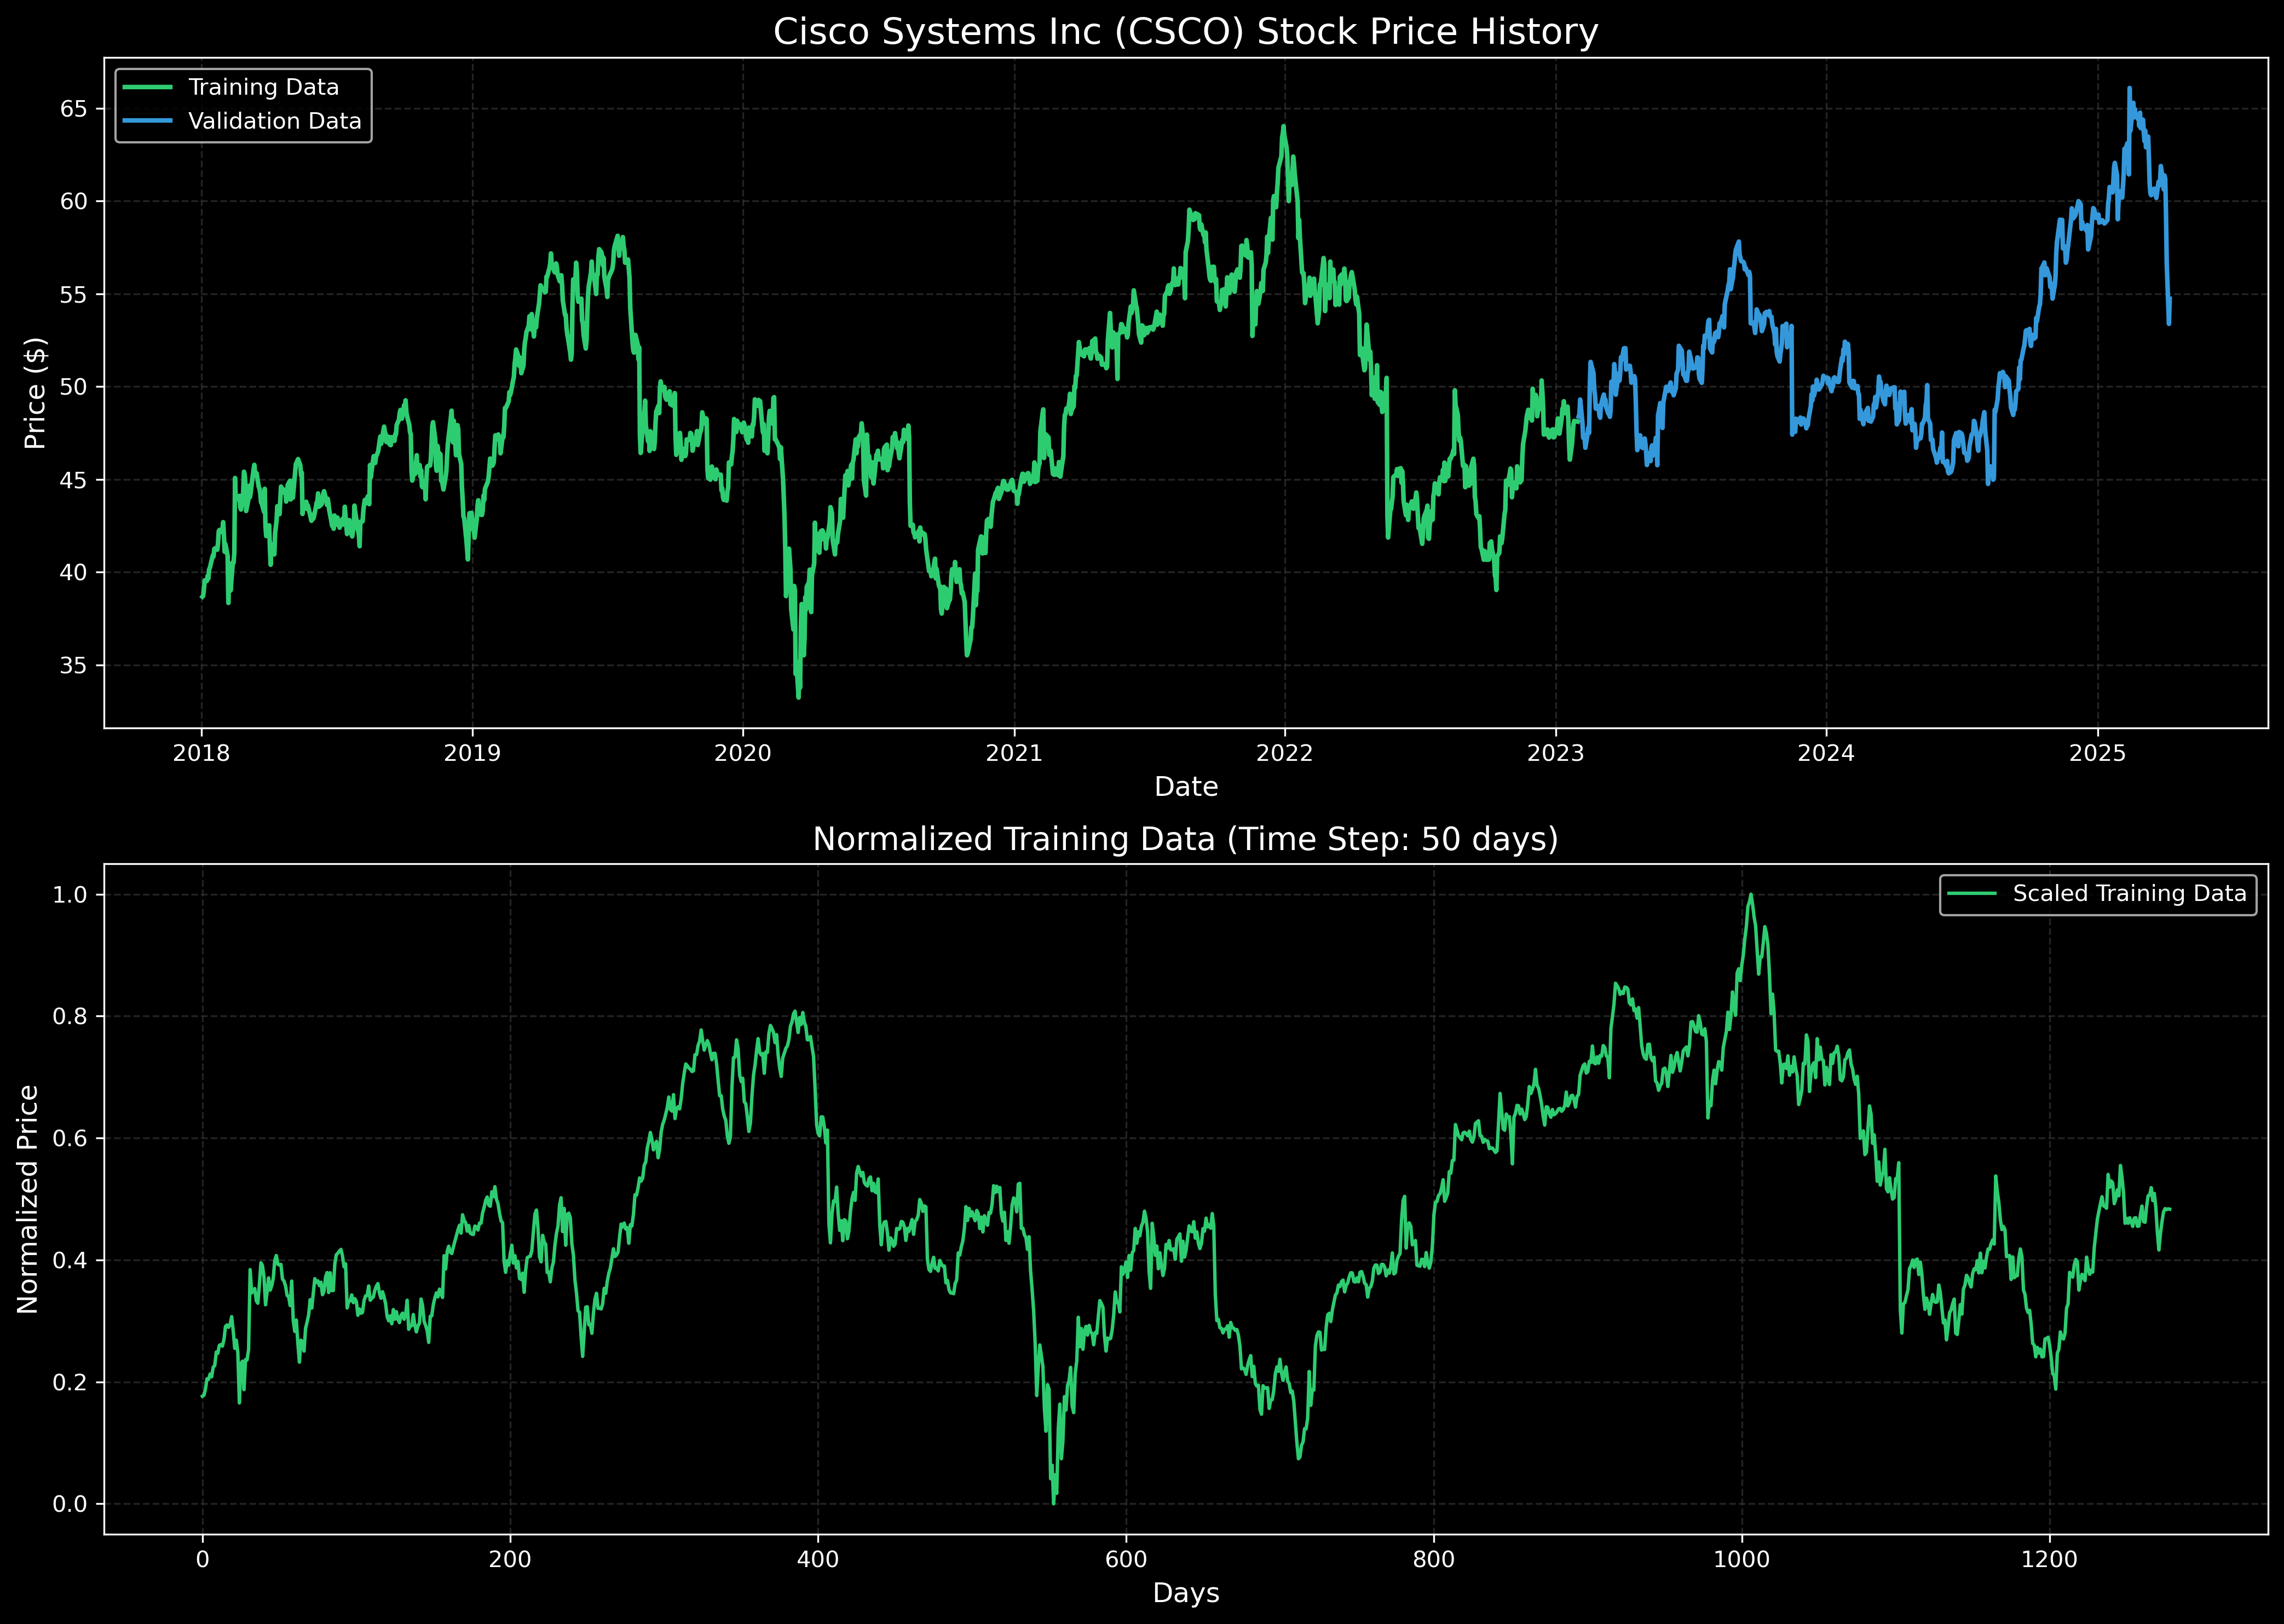 Cisco Systems Inc (CSCO) Stock Price History
Training Data
Validation Data
Price ($)
65
60
55
50
45
40
35
2018 2019 2020 2021 2022 2023 2024 2025
Date
Normalized Training Data (Time Step: 50 days)
Scaled Training Data
Normalized Price
1.0
0.8
0.6
0.4
0.2
0.0
0 200 400 600 800 1000 1200
Days